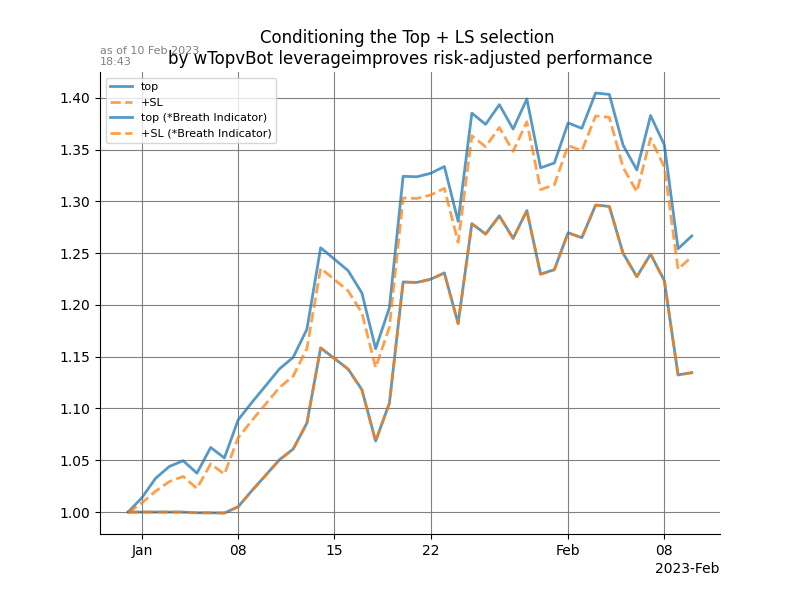 Conditioning the Top + LS selection
by wTopvBot leverageimproves risk-adjusted performance
as of 10 Feb 2023
18:43
top
+SL
top (*Breath Indicator)
+SL (*Breath Indicator)
1.40
1.35
1.30
1.25
1.20
1.15
1.10
1.05
1.00
Jan 08 15 22 Feb 08
2023-Feb